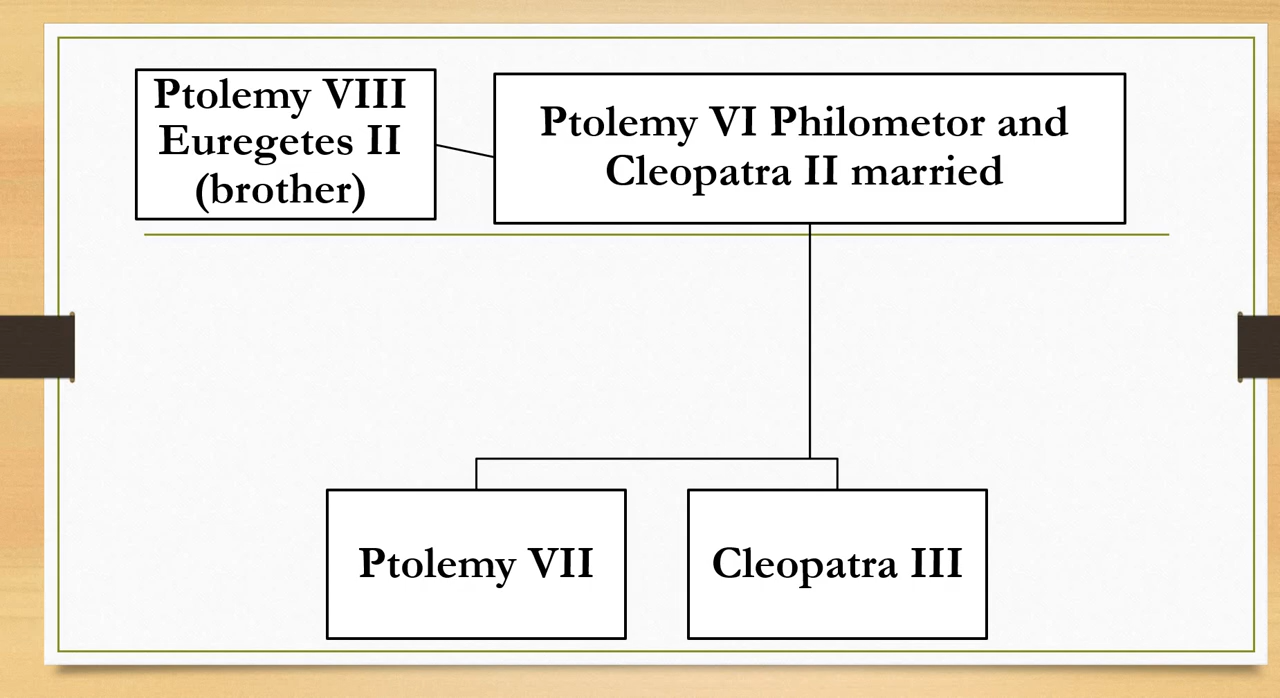 Ptolemy VIII
Euregetes II
(brother)
Ptolemy VI Philometor and
Cleopatra II married
Ptolemy VII
Cleopatra III